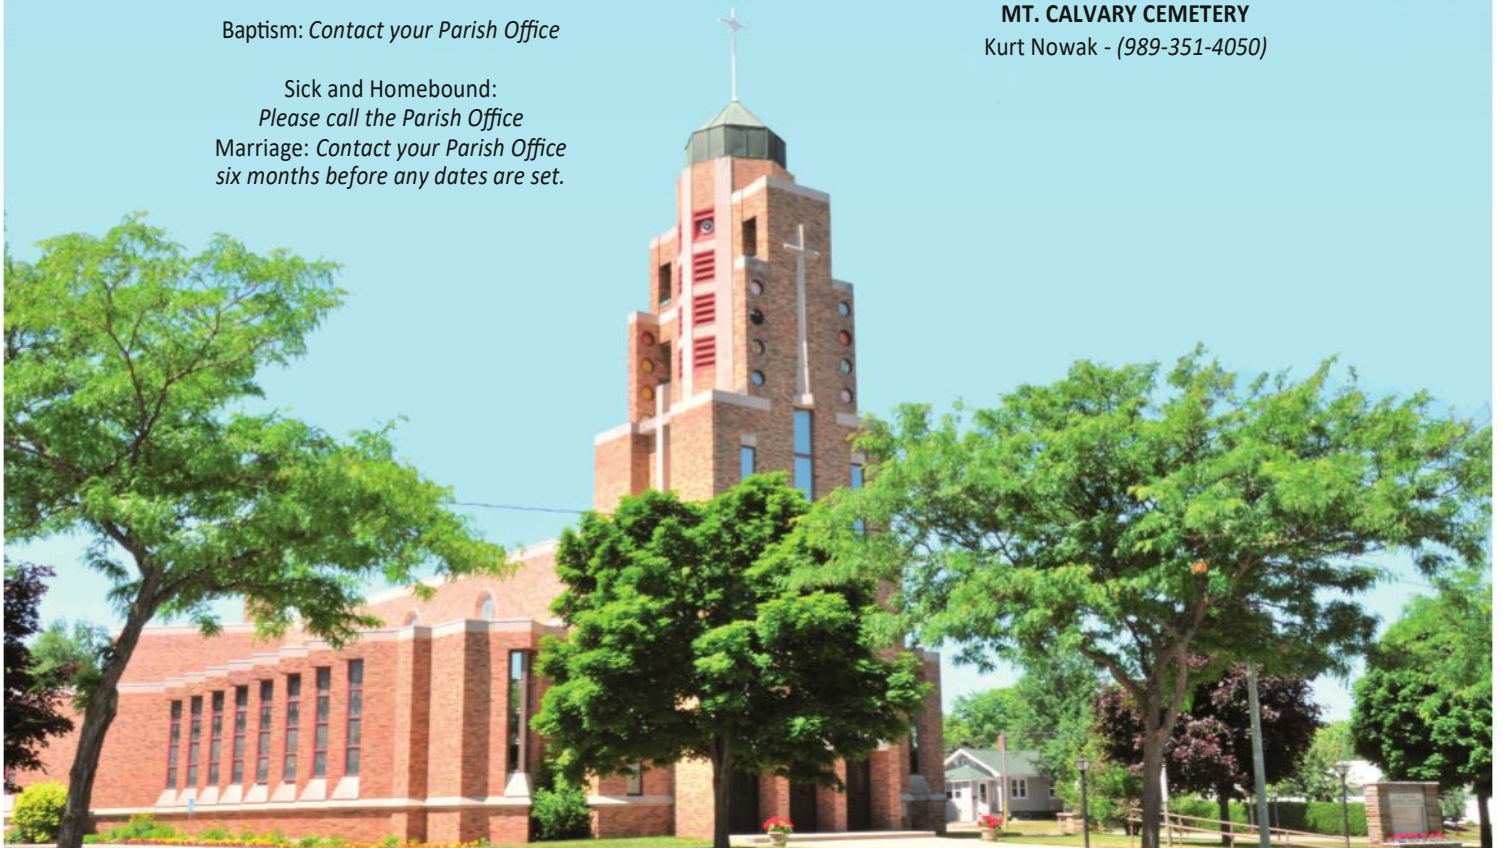 Baptism: Contact your Parish Office
Sick and Homebound:
Please call the Parish Office
Marriage: Contact your Parish Office
six months before any dates are set.
MT. CALVARY CEMETERY
Kurt Nowak - (989-351-4050)